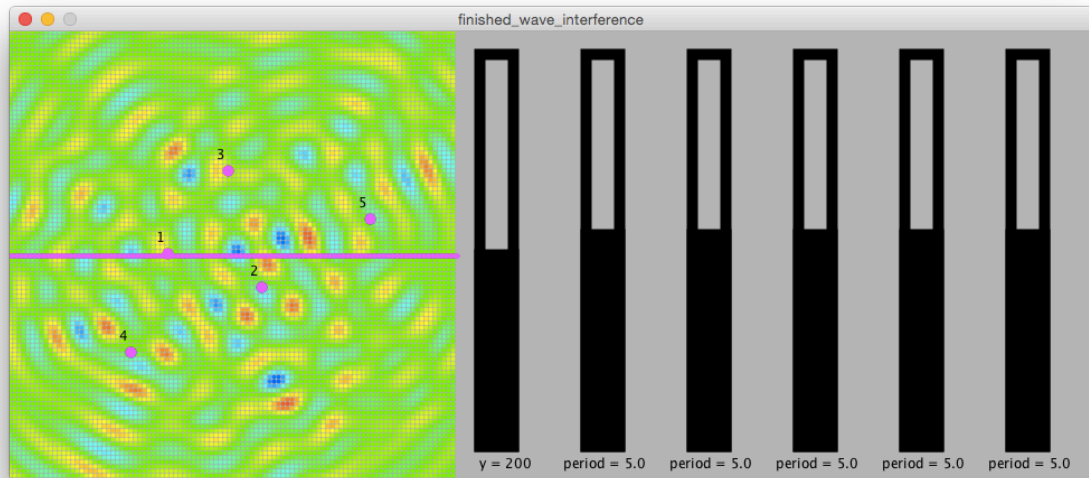 finished_wave_interference
3
5
1
2
4
y = 200
period = 5.0
period = 5.0
period = 5.0
period = 5.0
period = 5.0